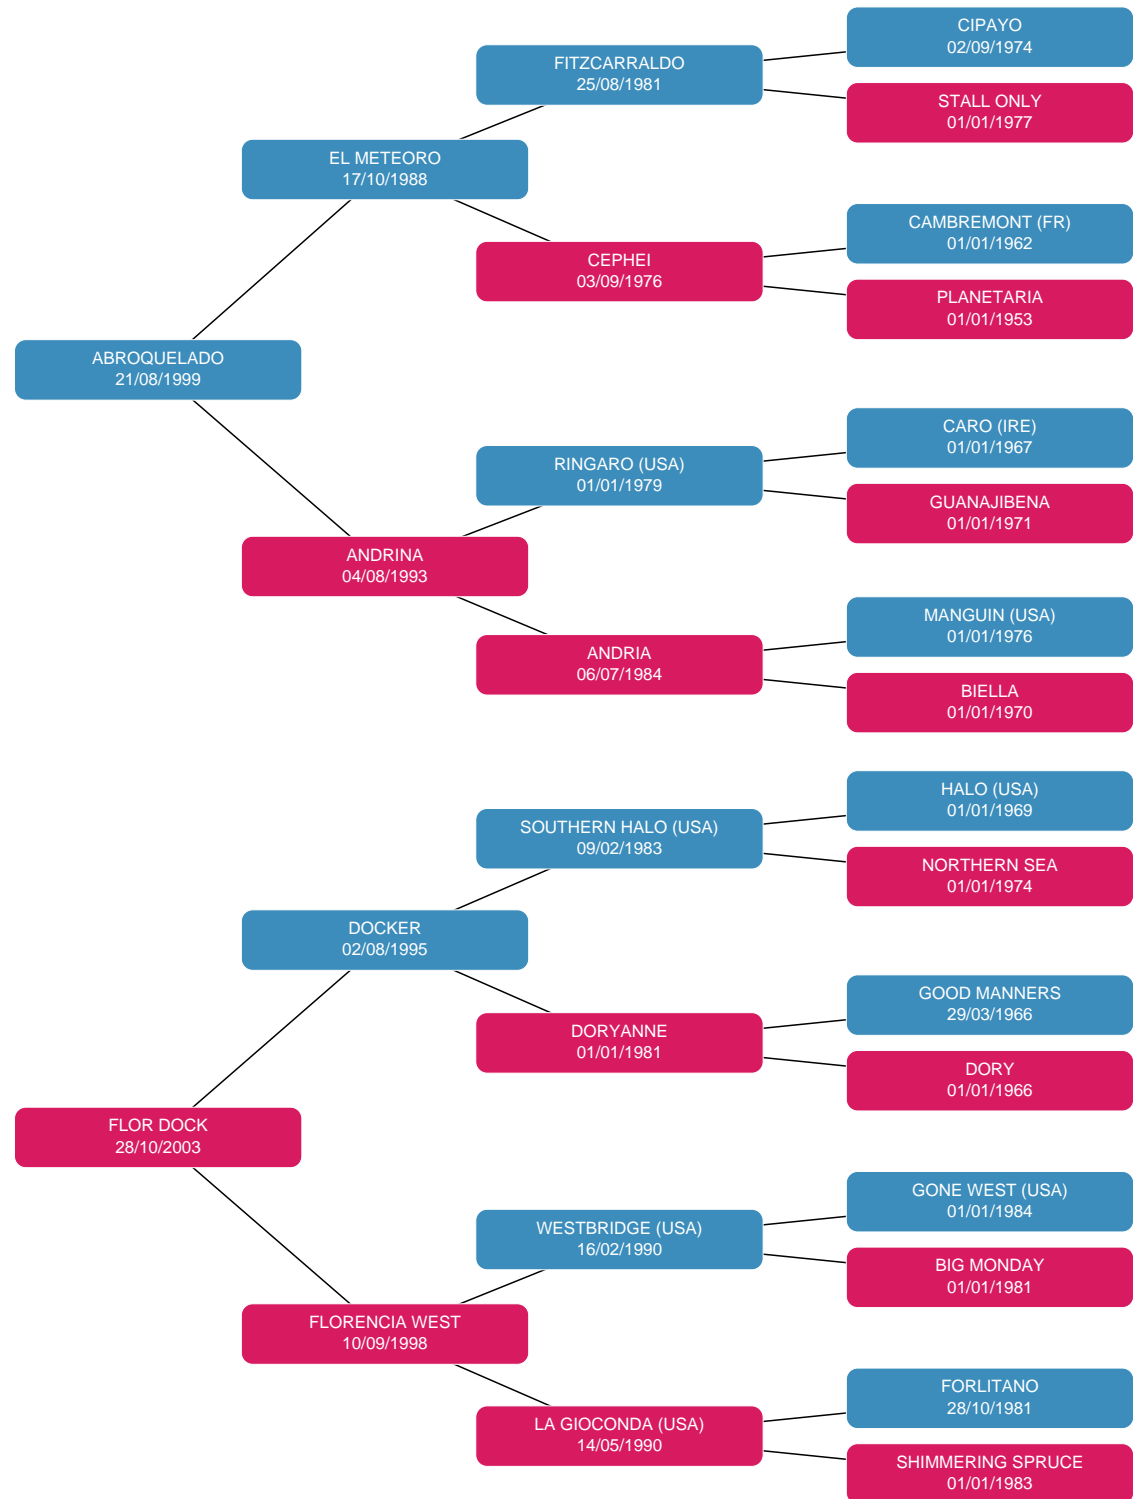 CIPAYO
02/09/1974
FITZCARRALDO
25/08/1981
STALL ONLY
01/01/1977
EL METEORO
17/10/1988
CAMBREMONT (FR)
01/01/1962
CEPHEI
03/09/1976
PLANETARIA
01/01/1953
ABROQUELADO
21/08/1999
CARO (IRE)
01/01/1967
RINGARO (USA)
01/01/1979
GUANAJIBENA
01/01/1971
ANDRINA
04/08/1993
MANGUIN (USA)
01/01/1976
ANDRIA
06/07/1984
BIELLA
01/01/1970
HALO (USA)
01/01/1969
SOUTHERN HALO (USA)
09/02/1983
NORTHERN SEA
01/01/1974
DOCKER
02/08/1995
GOOD MANNERS
29/03/1966
DORYANNE
01/01/1981
DORY
01/01/1966
FLOR DOCK
28/10/2003
GONE WEST (USA)
01/01/1984
WESTBRIDGE (USA)
16/02/1990
BIG MONDAY
01/01/1981
FLORENCIA WEST
10/09/1998
FORLITANO
28/10/1981
LA GIOCONDA (USA)
14/05/1990
SHIMMERING SPRUCE
01/01/1983